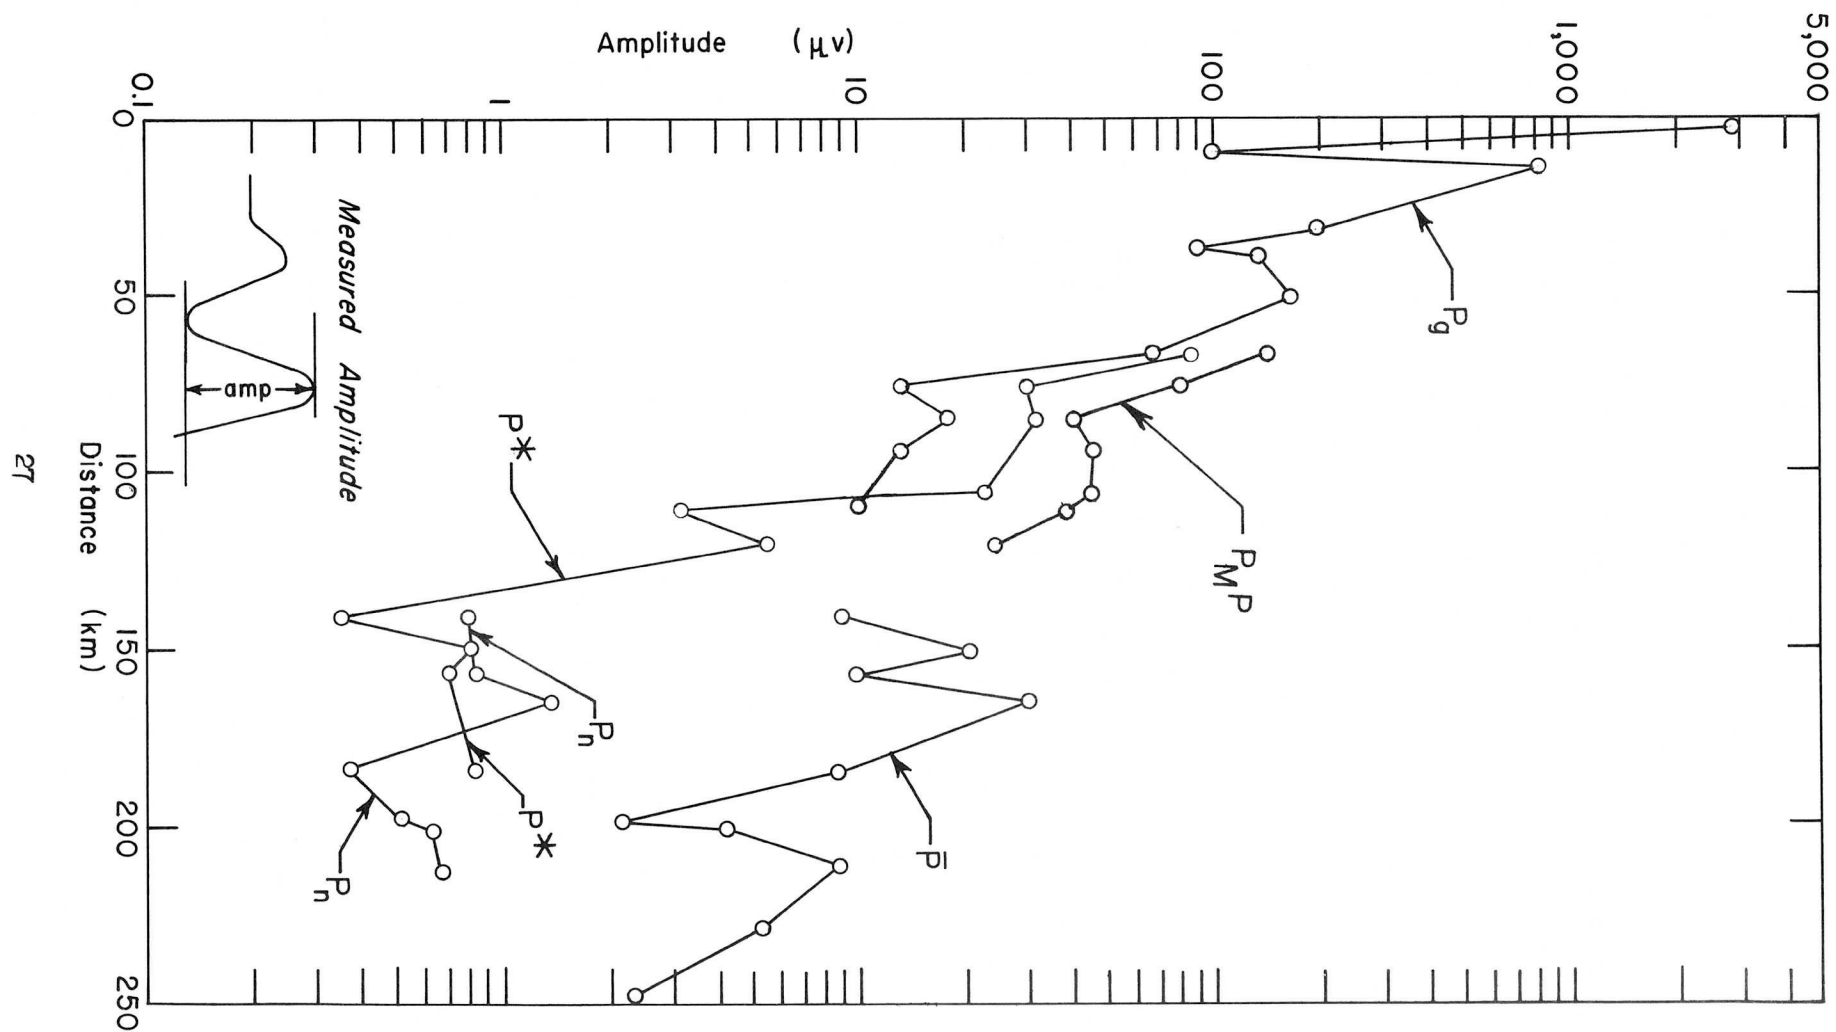 5,000
1,000
100
10
1
0.1
Amplitude (μv)
0
50
100
150
200
250
Distance (km)
Measured Amplitude
amp
Pg
PMP
P*
Pn
P*
Pn
P̄
27